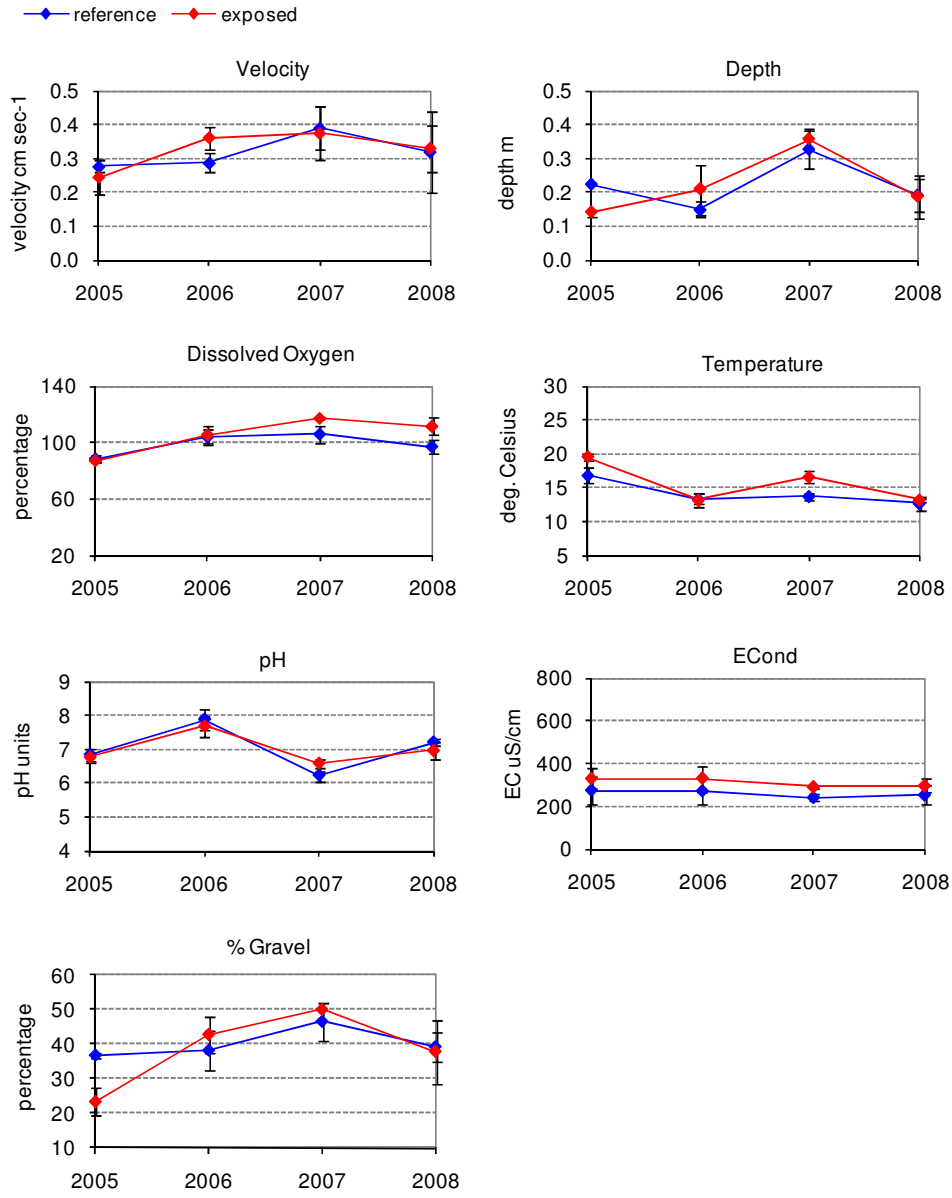 reference exposed
Velocity
velocity cm sec-1
0.5
0.4
0.3
0.2
0.1
0.0
2005 2006 2007 2008
Depth
depth m
0.5
0.4
0.3
0.2
0.1
0.0
2005 2006 2007 2008
Dissolved Oxygen
percentage
140
100
60
20
2005 2006 2007 2008
Temperature
deg. Celsius
30
25
20
15
10
5
2005 2006 2007 2008
pH
pH units
9
8
7
6
5
4
2005 2006 2007 2008
ECond
EC uS/cm
800
600
400
200
0
2005 2006 2007 2008
% Gravel
percentage
60
50
40
30
20
10
2005 2006 2007 2008